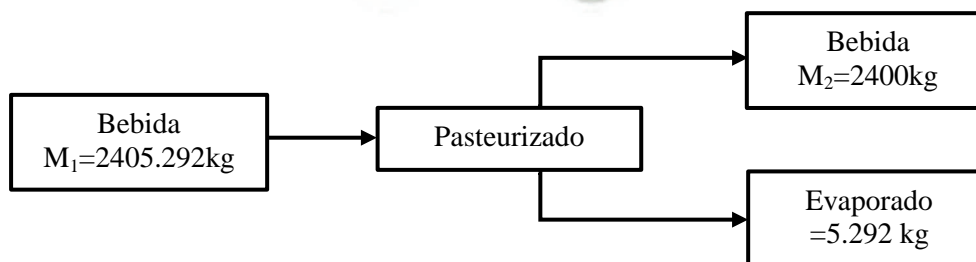 Bebida
M₁=2405.292kg
Pasteurizado
Bebida
M₂=2400kg
Evaporado
=5.292 kg